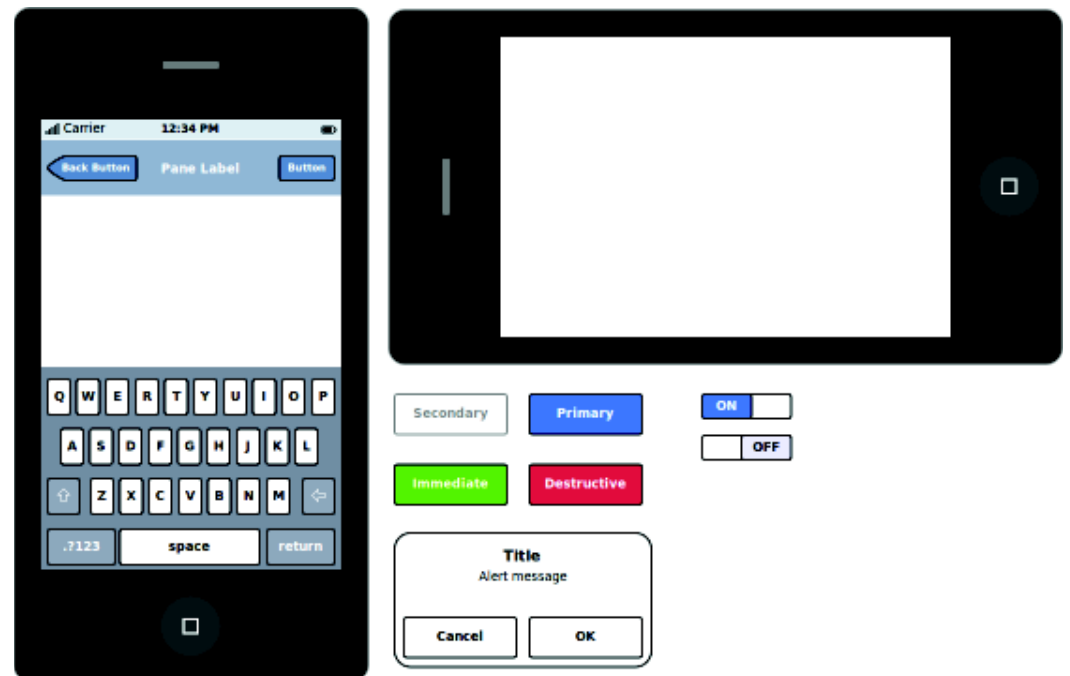 Carrier 12:34 PM
Back Button Pane Label Button
Q W E R T Y U I O P
A S D F G H J K L
Z X C V B N M
.?123 space return
Secondary Primary ON
OFF
Immediate Destructive
Title
Alert message
Cancel OK